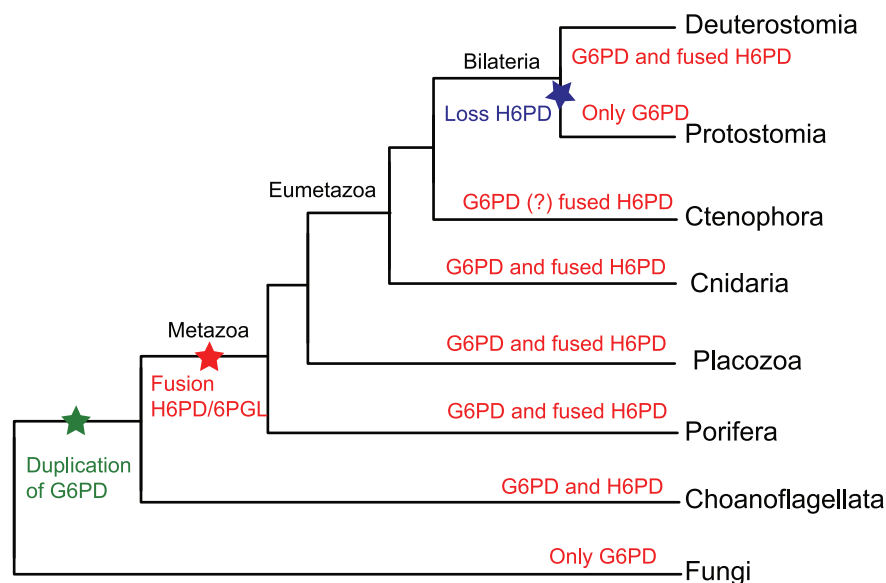 Deuterostomia
Bilateria
G6PD and fused H6PD
Loss H6PD
Only G6PD
Protostomia
Eumetazoa
G6PD (?) fused H6PD
Ctenophora
G6PD and fused H6PD
Cnidaria
Metazoa
G6PD and fused H6PD
Placozoa
Fusion
H6PD/6PGL
G6PD and fused H6PD
Porifera
Duplication
of G6PD
G6PD and H6PD
Choanoflagellata
Only G6PD
Fungi